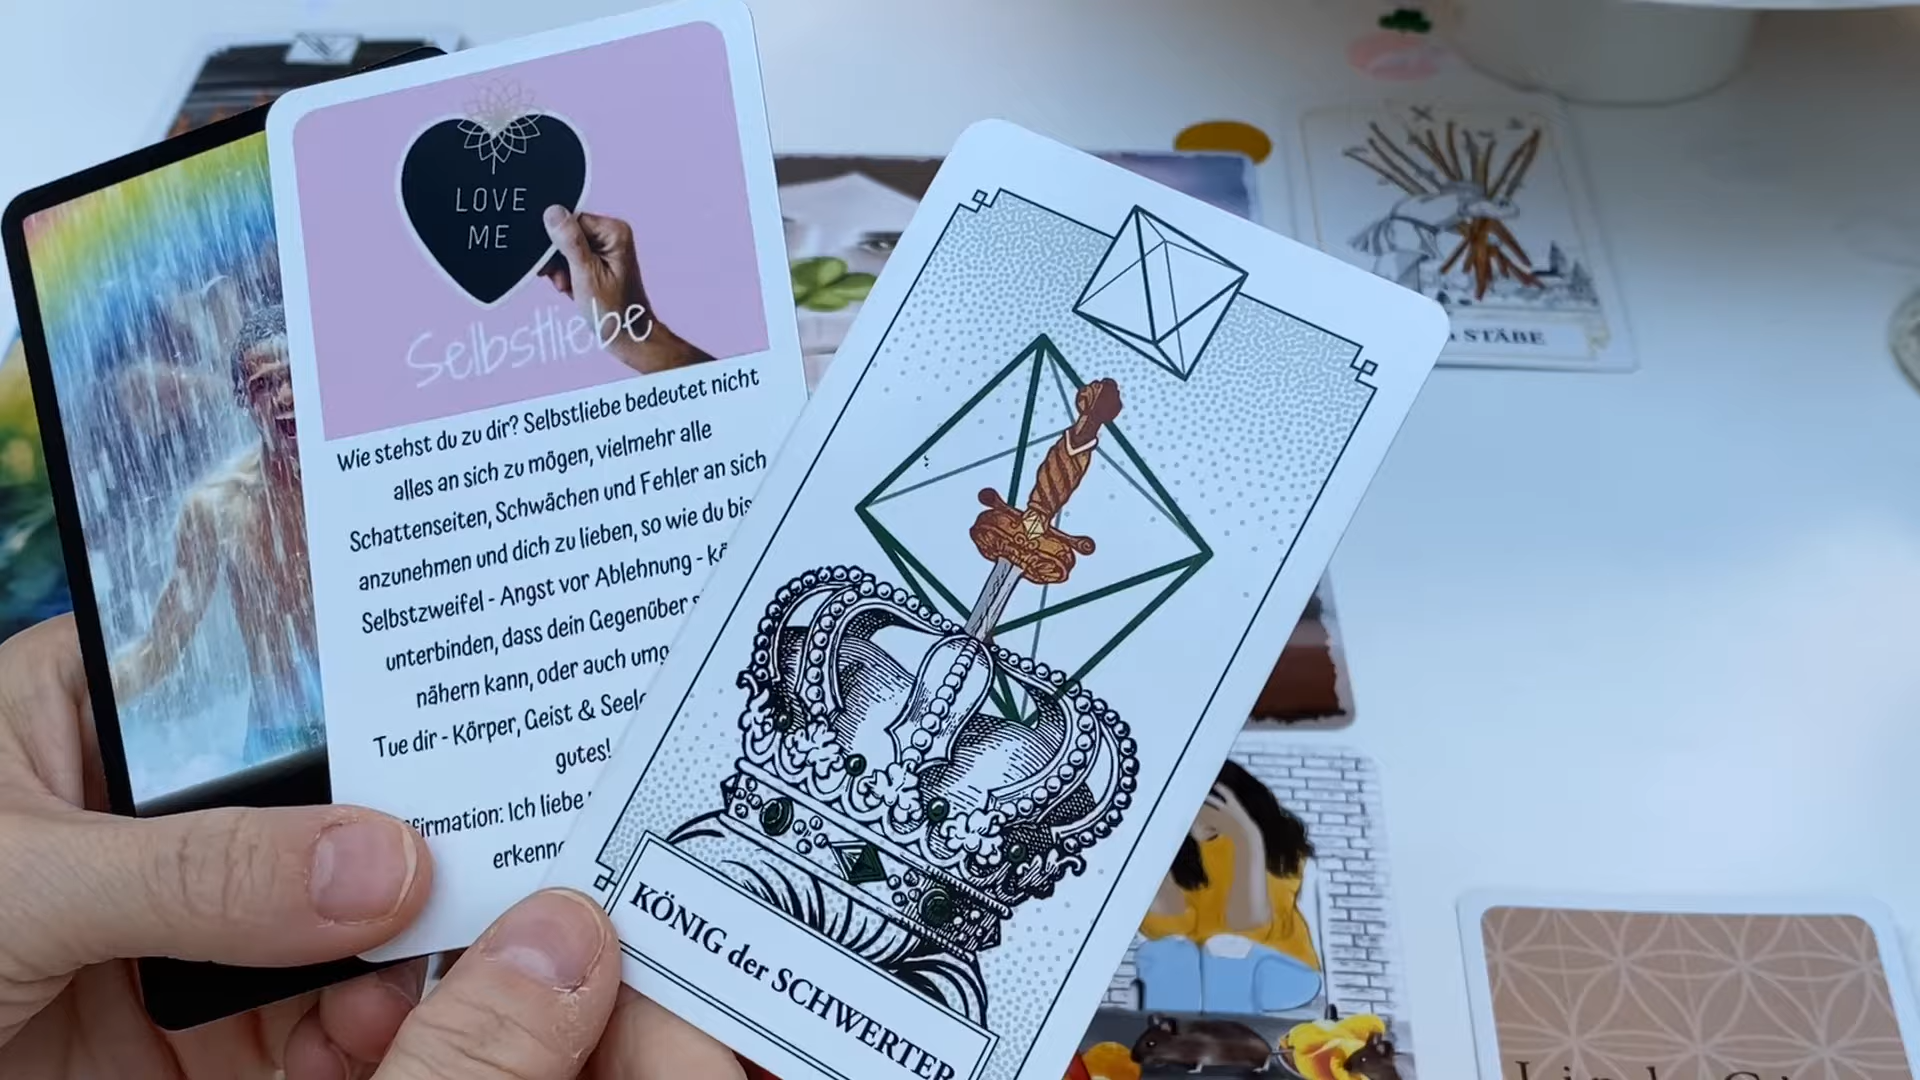 LOVE
ME
Selbstliebe
Wie stehst du zu dir? Selbstliebe bedeutet nicht
alles an sich zu mögen, vielmehr alle
Schattenseiten, Schwächen und Fehler an sich
anzunehmen und dich zu lieben, so wie du
Selbstzweifel - Angst vor Ablehnung -
unterbinden, dass dein Gegenüber
nähern kann, oder auch
Tue dir - Körper, Geist &
gutes!
Ich liebe
KÖNIG der SCHWERTER
STÄBE